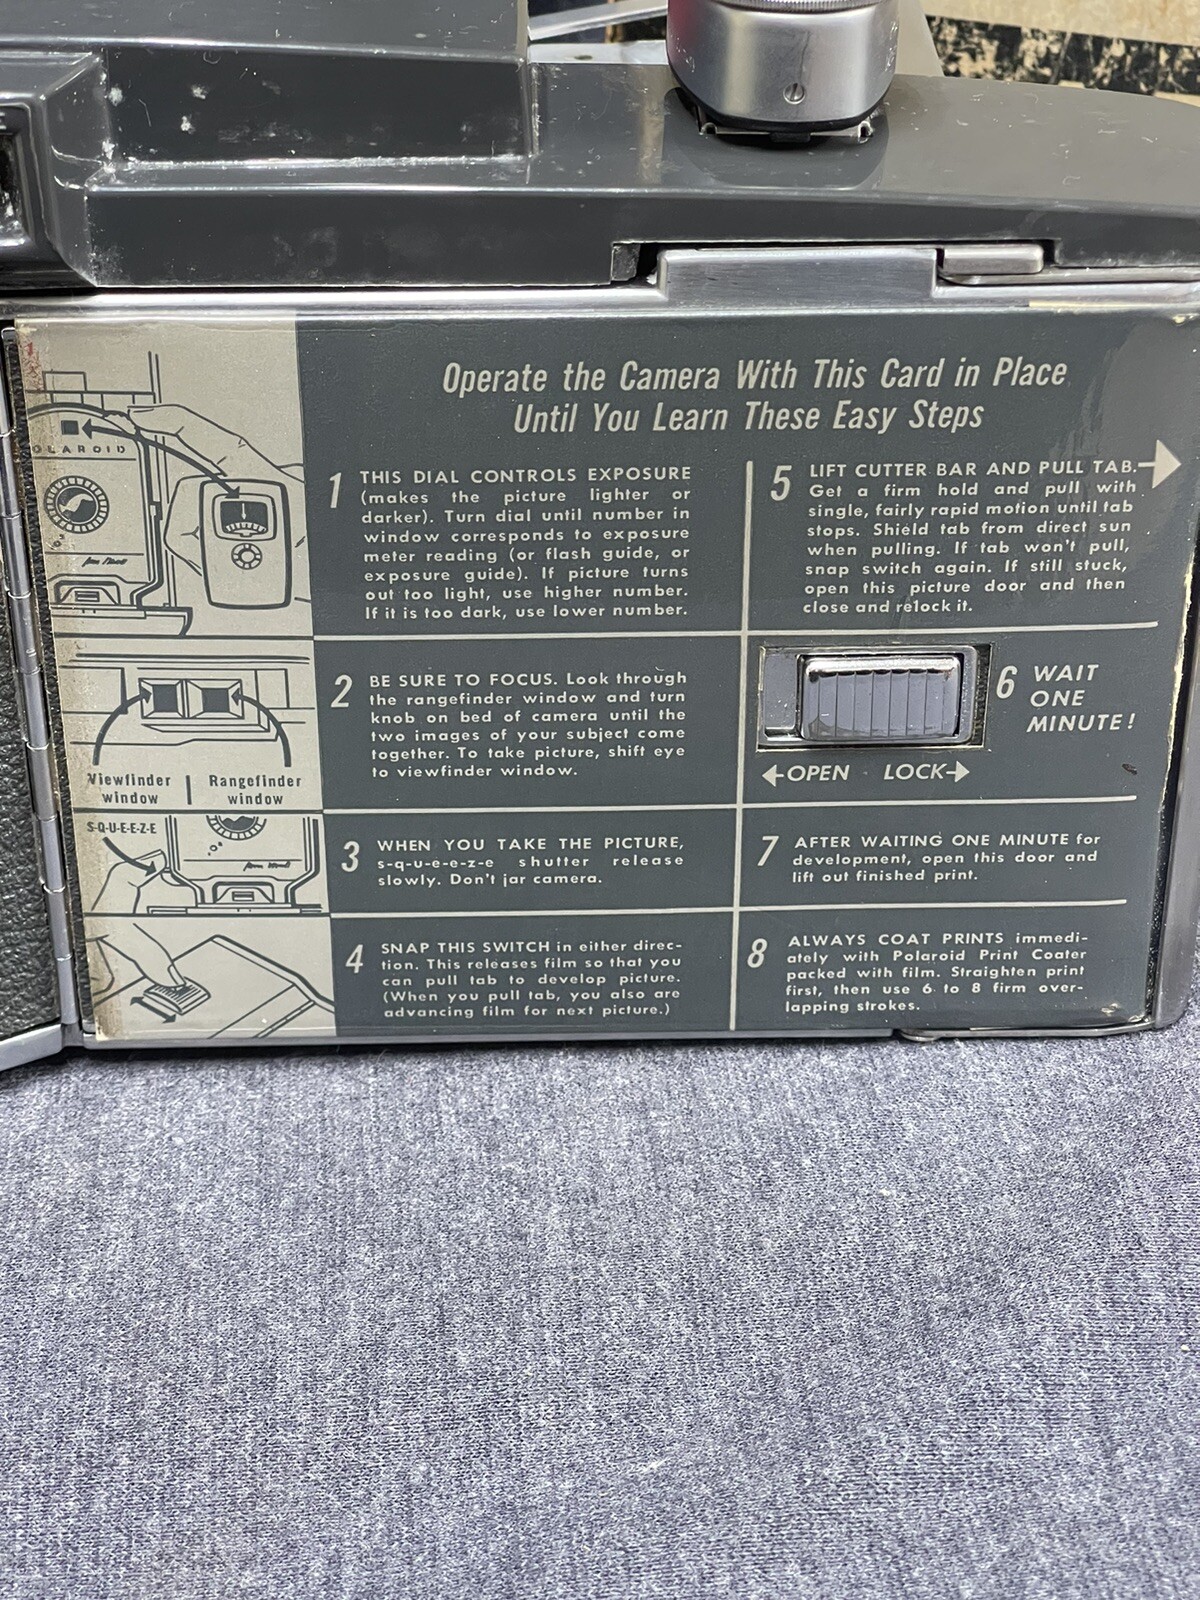 Operate the Camera With This Card in Place
Until You Learn These Easy Steps
OLAROID
1 THIS DIAL CONTROLS EXPOSURE
(makes the picture lighter or
darker). Turn dial until number in
window corresponds to exposure
meter reading (or flash guide, or
exposure guide). If picture turns
out too light, use higher number.
If it is too dark, use lower number.
Viewfinder
window
Rangefinder
window
2 BE SURE TO FOCUS. Look through
the rangefinder window and turn
knob on bed of camera until the
two images of your subject come
together. To take picture, shift eye
to viewfinder window.
S-Q-U-E-E-Z-E
3 WHEN YOU TAKE THE PICTURE,
s-q-u-e-e-z-e shutter release
slowly. Don't jar camera.
4 SNAP THIS SWITCH in either direc-
tion. This releases film so that you
can pull tab to develop picture.
(When you pull tab, you also are
advancing film for next picture.)
5 LIFT CUTTER BAR AND PULL TAB.
Get a firm hold and pull with
single, fairly rapid motion until tab
stops. Shield tab from direct sun
when pulling. If tab won't pull,
snap switch again. If still stuck,
open this picture door and then
close and relock it.
6 WAIT
ONE
MINUTE!
←OPEN LOCK→
7 AFTER WAITING ONE MINUTE for
development, open this door and
lift out finished print.
8 ALWAYS COAT PRINTS immedi-
ately with Polaroid Print Coater
packed with film. Straighten print
first, then use 6 to 8 firm over-
lapping strokes.